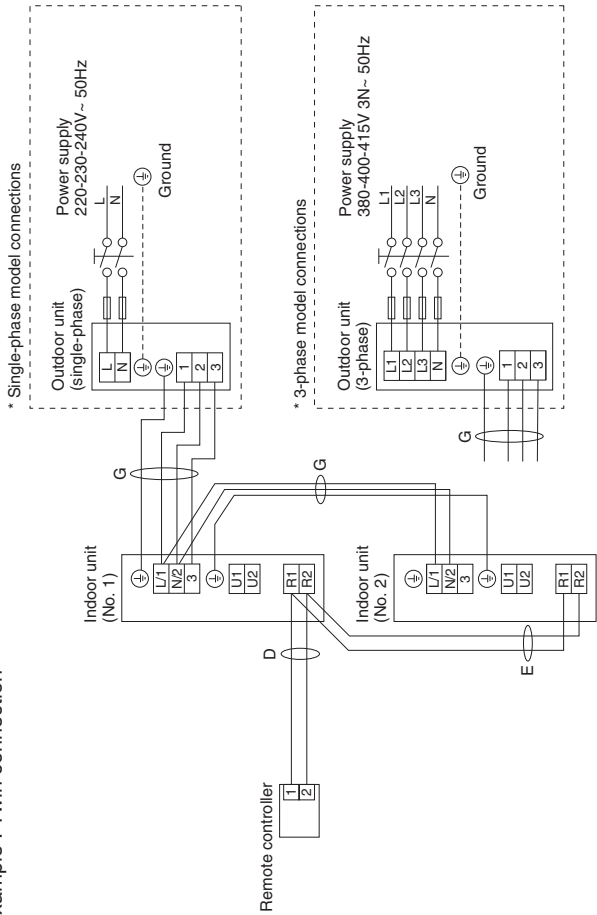 Twin connection
* Single-phase model connections
Power supply
220-230-240V~ 50Hz
L
N
Ground
Outdoor unit
(single-phase)
L
N
1
2
3
G
Indoor unit
(No. 1)
L/1
N/2
3
U1
U2
R1
R2
D
Remote controller
1
2
G
* 3-phase model connections
Power supply
380-400-415V 3N~ 50Hz
L1
L2
L3
N
Ground
Outdoor unit
(3-phase)
L1
L2
L3
N
1
2
3
G
Indoor unit
(No. 2)
L/1
N/2
3
U1
U2
R1
R2
E